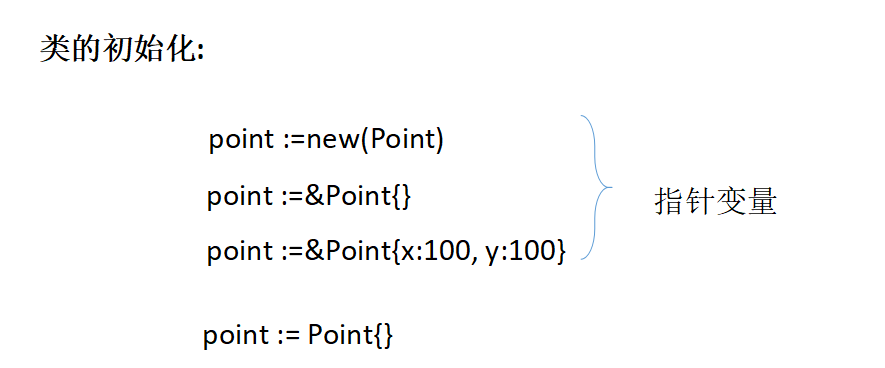 类的初始化:
point :=new(Point)
point :=&Point{}
指针变量
point :=&Point{x:100, y:100}
point := Point{}